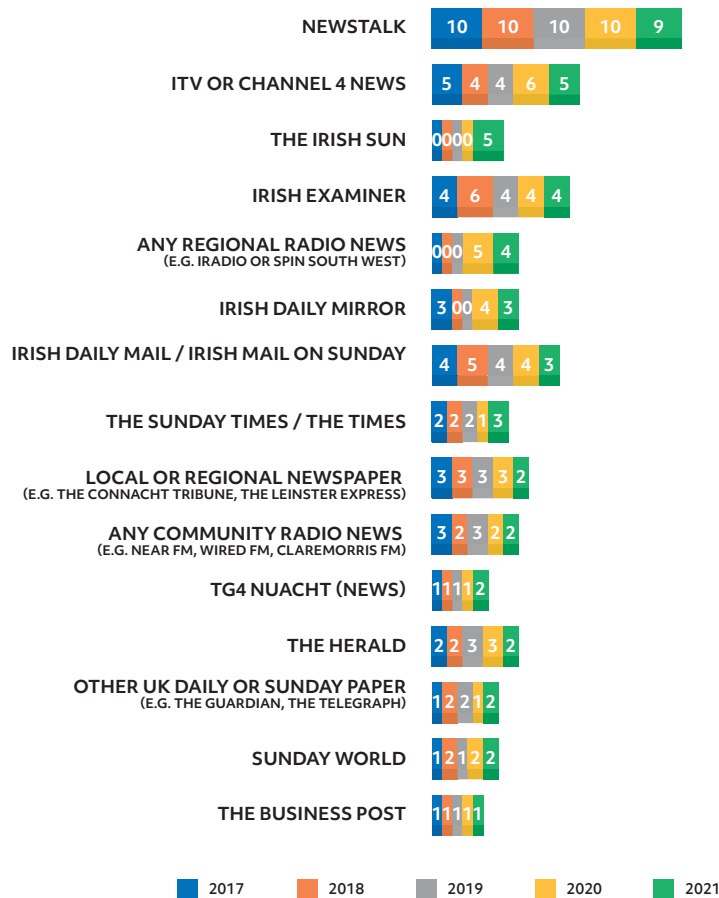 NEWSTALK
10 10 10 10 9
ITV OR CHANNEL 4 NEWS
5 4 4 6 5
THE IRISH SUN
0 0 0 0 5
IRISH EXAMINER
4 6 4 4 4
ANY REGIONAL RADIO NEWS
(E.G. IRADIO OR SPIN SOUTH WEST)
0 0 0 5 4
IRISH DAILY MIRROR
3 0 0 4 3
IRISH DAILY MAIL / IRISH MAIL ON SUNDAY
4 5 4 4 3
THE SUNDAY TIMES / THE TIMES
2 2 2 1 3
LOCAL OR REGIONAL NEWSPAPER
(E.G. THE CONNACHT TRIBUNE, THE LEINSTER EXPRESS)
3 3 3 3 2
ANY COMMUNITY RADIO NEWS
(E.G. NEAR FM, WIRED FM, CLAREMORRIS FM)
3 2 3 2 2
TG4 NUACHT (NEWS)
1 1 1 1 2
THE HERALD
2 2 3 3 2
OTHER UK DAILY OR SUNDAY PAPER
(E.G. THE GUARDIAN, THE TELEGRAPH)
1 2 2 1 2
SUNDAY WORLD
1 2 1 2 2
THE BUSINESS POST
1 1 1 1 1
2017 2018 2019 2020 2021